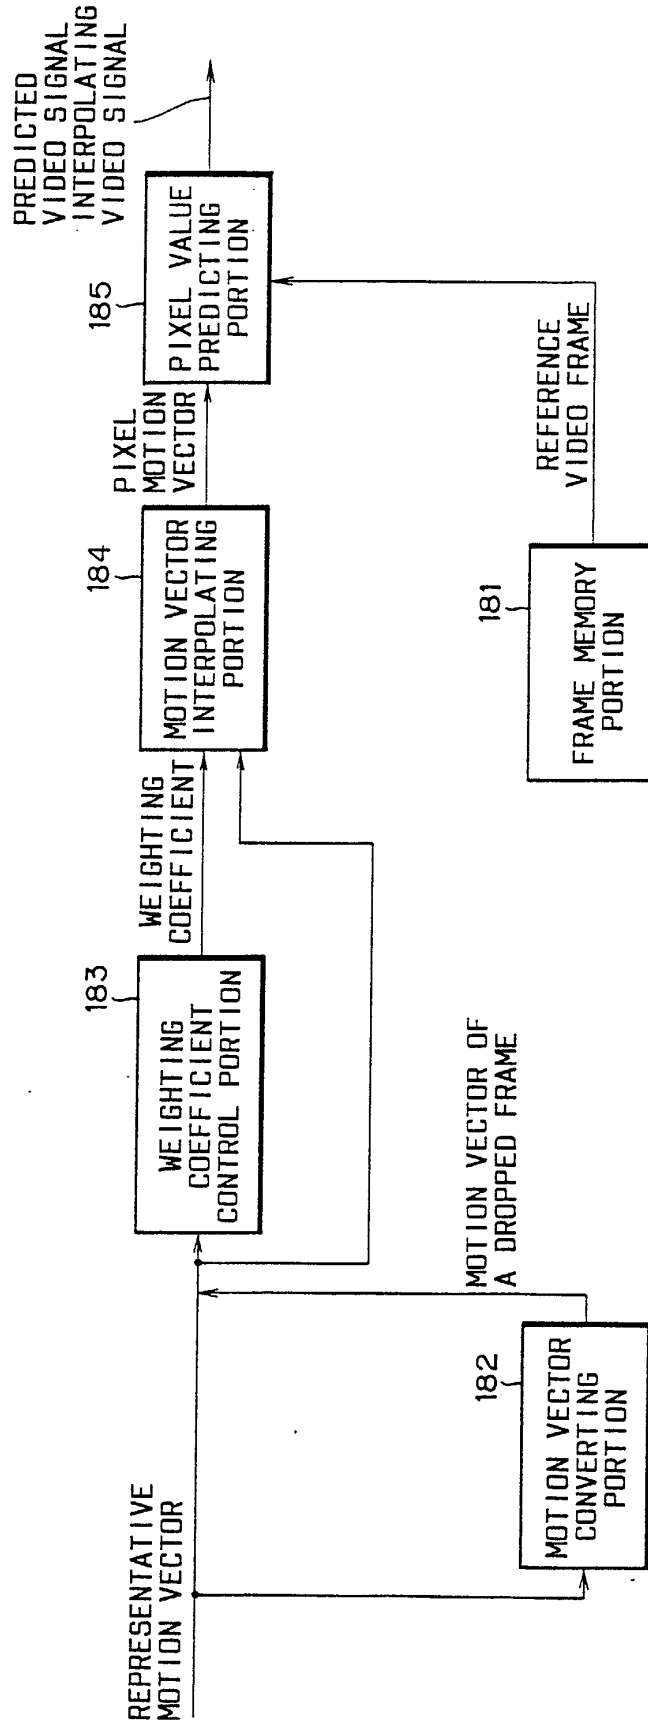 REPRESENTATIVE
MOTION VECTOR
182
MOTION VECTOR
CONVERTING
PORTION
MOTION VECTOR OF
A DROPPED FRAME
183
WEIGHTING
COEFFICIENT
CONTROL PORTION
WEIGHTING
COEFFICIENT
184
MOTION VECTOR
INTERPOLATING
PORTION
PIXEL
MOTION
VECTOR
181
FRAME MEMORY
PORTION
REFERENCE
VIDEO FRAME
185
PIXEL VALUE
PREDICTING
PORTION
PREDICTED
VIDEO SIGNAL
INTERPOLATING
VIDEO SIGNAL